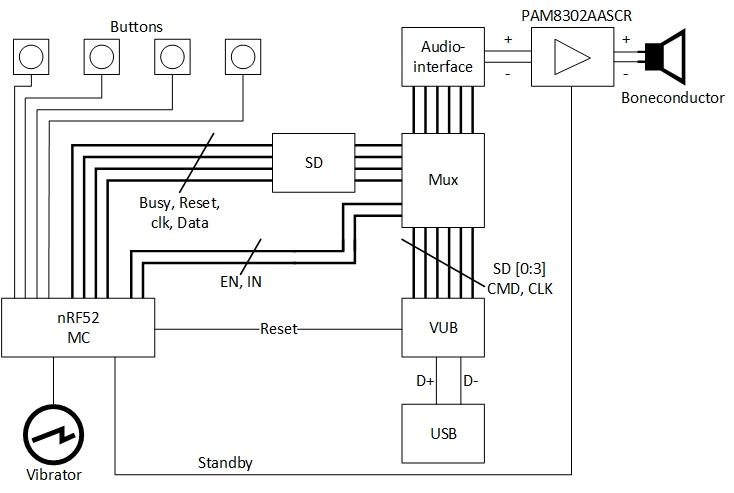 PAM8302AASCR
Buttons
Audio-
interface
+
-
+
-
Boneconductor
SD
Mux
Busy, Reset,
clk, Data
EN, IN
SD [0:3]
CMD, CLK
nRF52
MC
Reset
VUB
D+
D-
USB
Vibrator
Standby